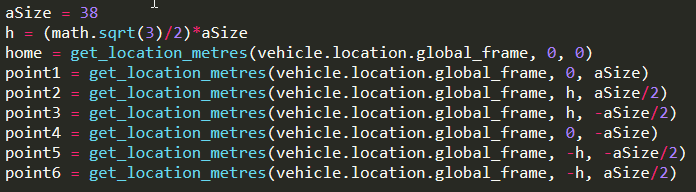 aSize = 38
h = (math.sqrt(3)/2)*aSize
home = get_location_metres(vehicle.location.global_frame, 0, 0)
point1 = get_location_metres(vehicle.location.global_frame, 0, aSize)
point2 = get_location_metres(vehicle.location.global_frame, h, aSize/2)
point3 = get_location_metres(vehicle.location.global_frame, h, -aSize/2)
point4 = get_location_metres(vehicle.location.global_frame, 0, -aSize)
point5 = get_location_metres(vehicle.location.global_frame, -h, -aSize/2)
point6 = get_location_metres(vehicle.location.global_frame, -h, aSize/2)